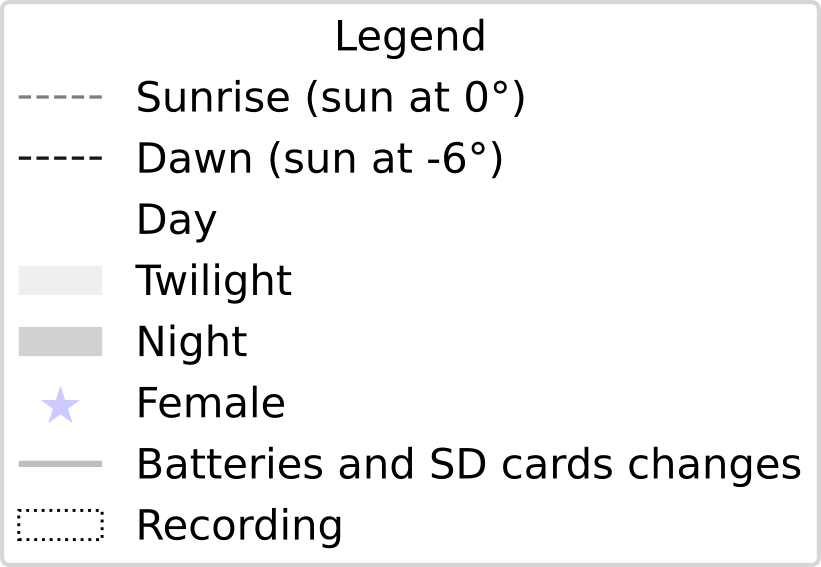 Legend
Sunrise (sun at 0°)
Dawn (sun at -6°)
Day
Twilight
Night
Female
Batteries and SD cards changes
Recording